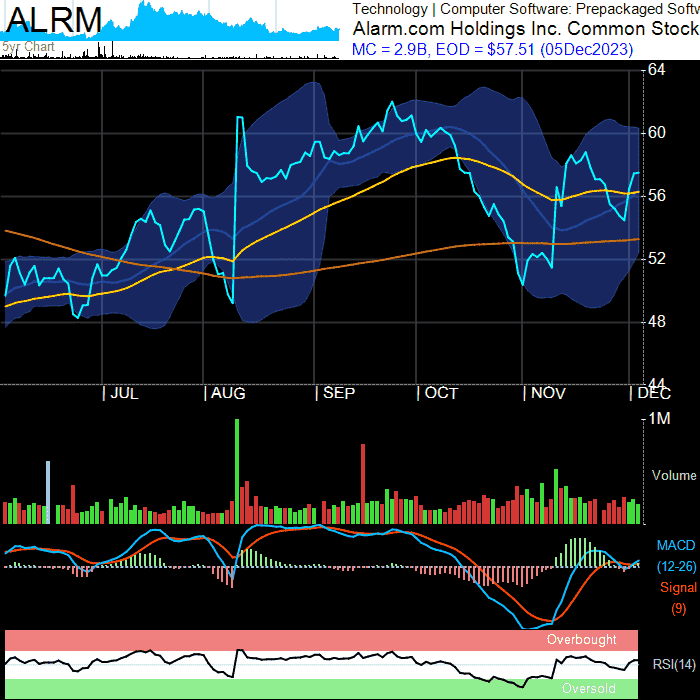 ALRM
5yr Chart
Technology | Computer Software: Prepackaged Softw
Alarm.com Holdings Inc. Common Stock
MC = 2.9B, EOD = $57.51 (05Dec2023)
64
60
56
52
48
44
| JUL | AUG | SEP | OCT | NOV | DEC
1M
Volume
MACD
(12-26)
Signal
(9)
Overbought
RSI(14)
Oversold